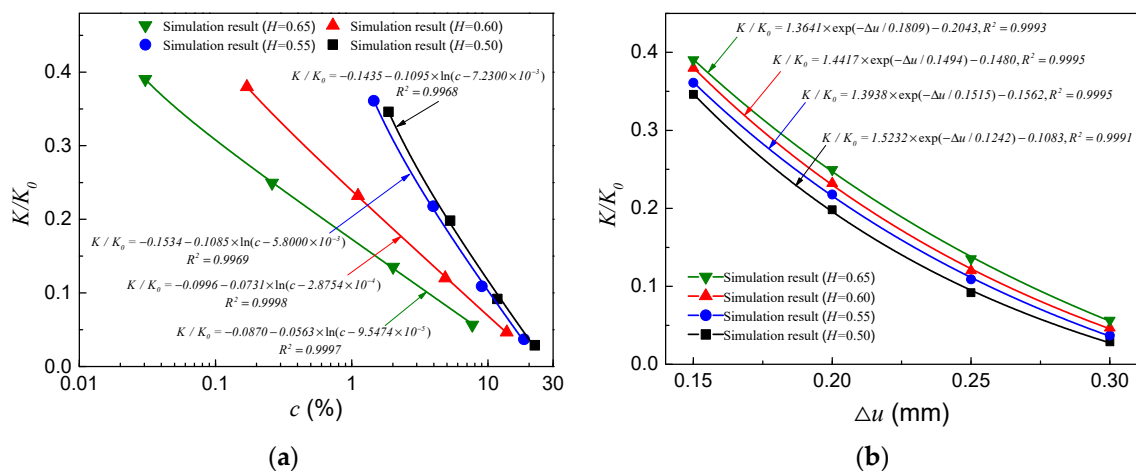 Simulation result (H=0.65)
Simulation result (H=0.60)
Simulation result (H=0.55)
Simulation result (H=0.50)
K / K₀ = −0.1435−0.1095×ln(c−7.2300×10⁻³)
R² = 0.9968
K / K₀ = −0.1534−0.1085×ln(c−5.8000×10⁻³)
R² = 0.9969
K / K₀ = −0.0996−0.0731×ln(c−2.8754×10⁻⁴)
R² = 0.9998
K / K₀ = −0.0870−0.0563×ln(c−9.5474×10⁻⁵)
R² = 0.9997
K/K₀
0.4
0.3
0.2
0.1
0.0
0.01 0.1 1 10 100
c (%)
(a)
K / K₀ = 1.3641×exp(−Δu / 0.1809)−0.2043, R² = 0.9993
K / K₀ = 1.4417×exp(−Δu / 0.1494)−0.1480, R² = 0.9995
K / K₀ = 1.3938×exp(−Δu / 0.1515)−0.1562, R² = 0.9995
K / K₀ = 1.5232×exp(−Δu / 0.1242)−0.1083, R² = 0.9991
Simulation result (H=0.65)
Simulation result (H=0.60)
Simulation result (H=0.55)
Simulation result (H=0.50)
K/K₀
0.4
0.3
0.2
0.1
0.0
0.15 0.20 0.25 0.30
Δu (mm)
(b)